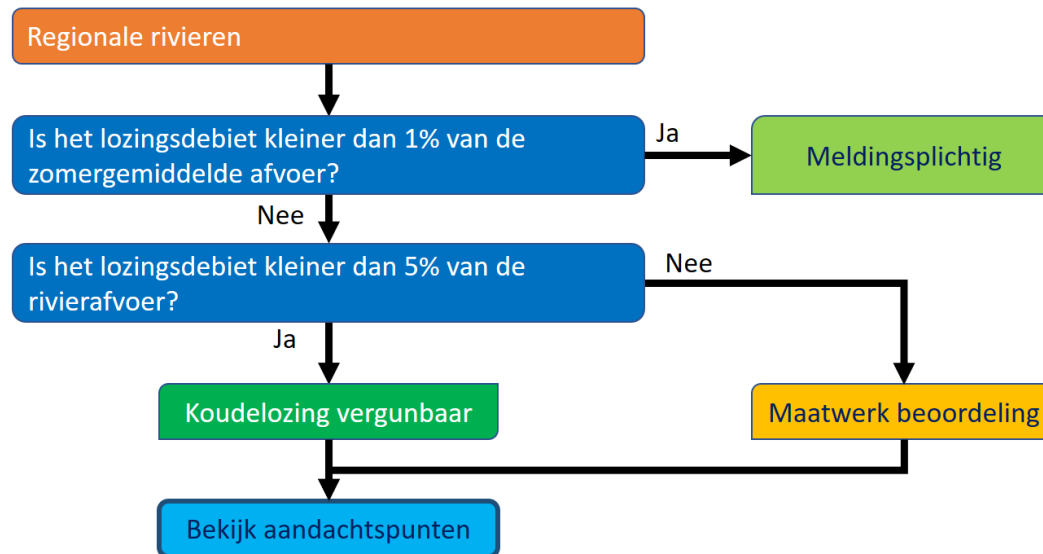 Regionale rivieren
Is het lozingsdebiet kleiner dan 1% van de
zomergemiddelde afvoer?
Ja
Meldingsplichtig
Nee
Is het lozingsdebiet kleiner dan 5% van de
rivierafvoer?
Nee
Ja
Koudelozing vergunbaar
Maatwerk beoordeling
Bekijk aandachtspunten